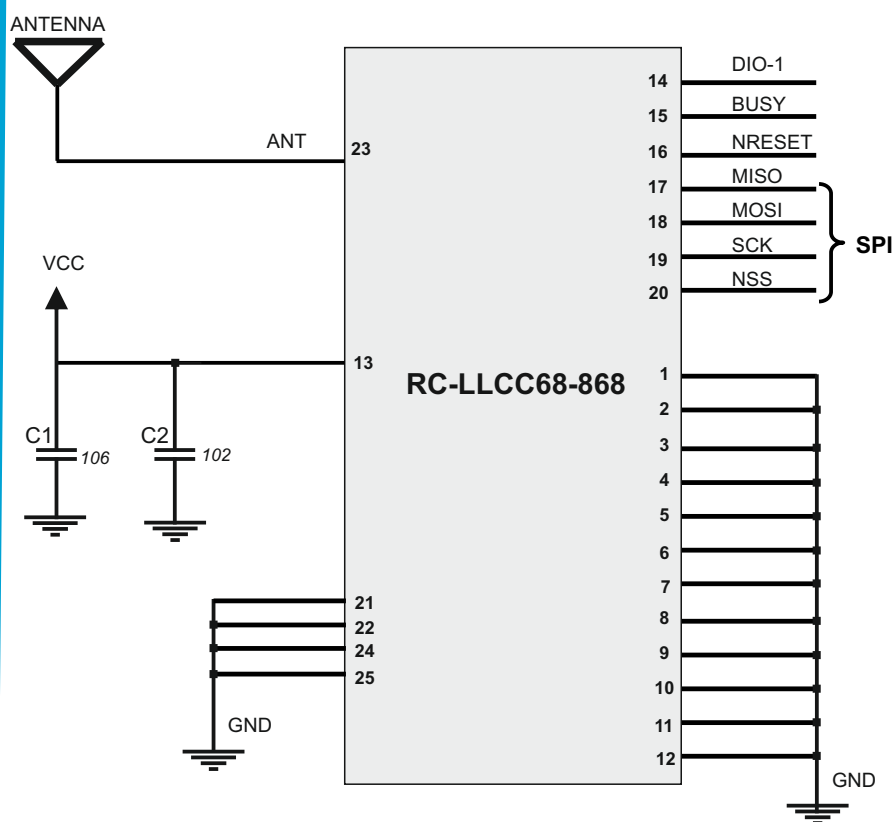 ANTENNA
ANT
23
VCC
13
C1
106
C2
102
21
22
24
25
GND
RC-LLCC68-868
14
DIO-1
15
BUSY
16
NRESET
17
MISO
18
MOSI
19
SCK
20
NSS
SPI
1
2
3
4
5
6
7
8
9
10
11
12
GND